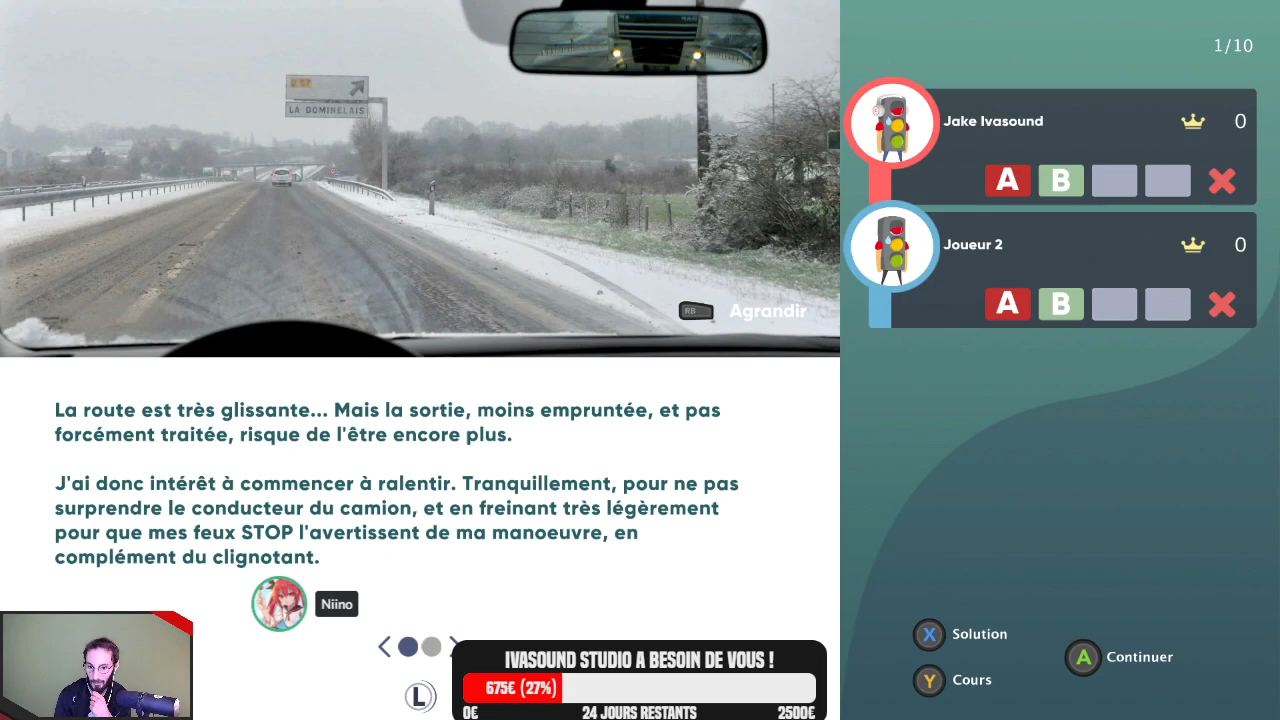 LA DOMINELAIS
RB Agrandir
1/10
Jake Ivasound 0
A B
Joueur 2 0
A B
La route est très glissante... Mais la sortie, moins empruntée, et pas
forcément traitée, risque de l'être encore plus.
J'ai donc intérêt à commencer à ralentir. Tranquillement, pour ne pas
surprendre le conducteur du camion, et en freinant très légèrement
pour que mes feux STOP l'avertissent de ma manoeuvre, en
complément du clignotant.
Niino
L
IVASOUND STUDIO A BESOIN DE VOUS !
675€ (27%)
0€ 24 JOURS RESTANTS 2500€
X Solution
Y Cours
A Continuer